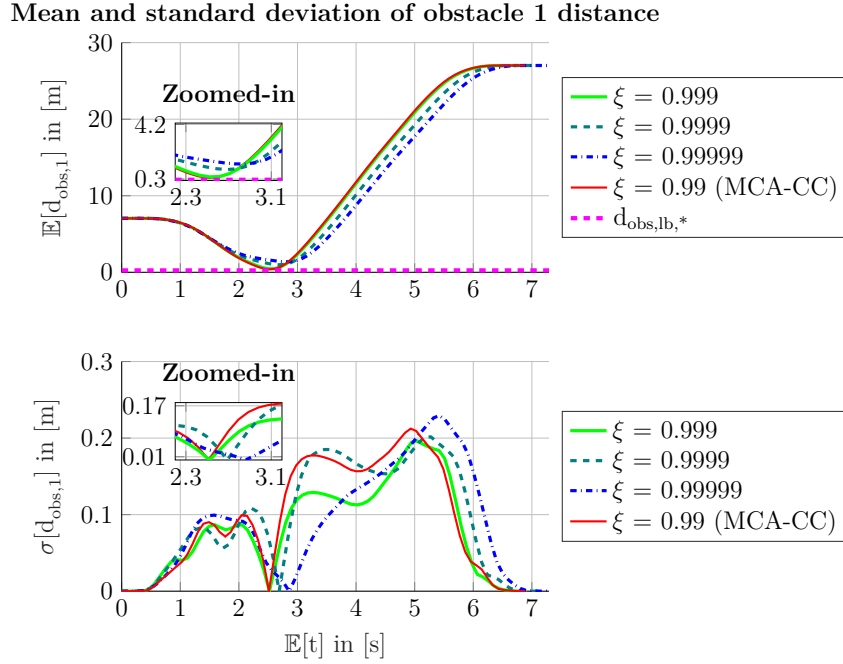 Mean and standard deviation of obstacle 1 distance
30
20
10
0
𝔼[d_obs,1] in [m]
Zoomed-in
4.2
0.3
2.3 3.1
0 1 2 3 4 5 6 7
ξ = 0.999
ξ = 0.9999
ξ = 0.99999
ξ = 0.99 (MCA-CC)
d_obs,lb,*
0.3
0.2
0.1
0
σ[d_obs,1] in [m]
Zoomed-in
0.17
0.01
2.3 3.1
0 1 2 3 4 5 6 7
𝔼[t] in [s]
ξ = 0.999
ξ = 0.9999
ξ = 0.99999
ξ = 0.99 (MCA-CC)